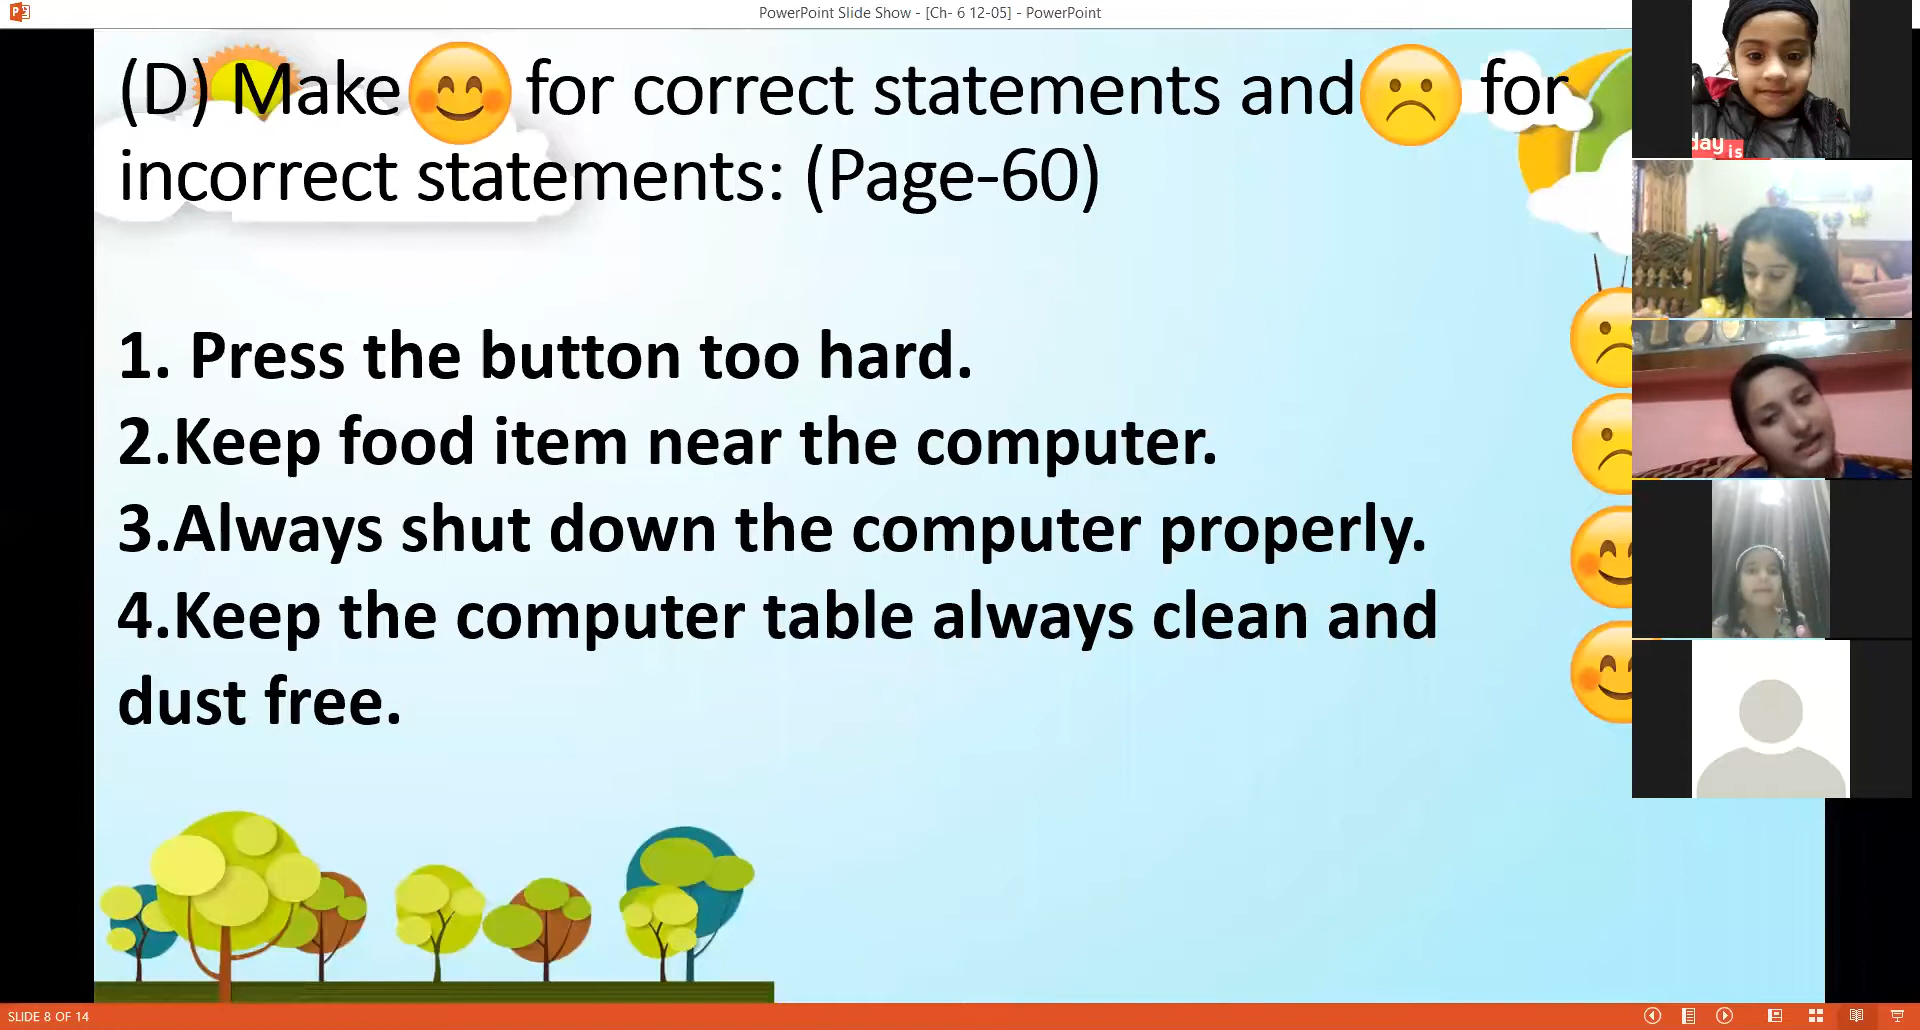 PowerPoint Slide Show - [Ch- 6 12-05] - PowerPoint
(D) Make 😊 for correct statements and ☹ for
incorrect statements: (Page-60)
1. Press the button too hard.
2.Keep food item near the computer.
3.Always shut down the computer properly.
4.Keep the computer table always clean and
dust free.
day is
SLIDE 8 OF 14